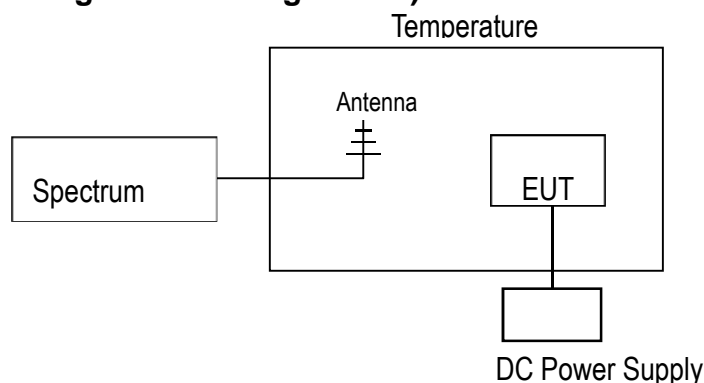 Temperature
Antenna
Spectrum
EUT
DC Power Supply